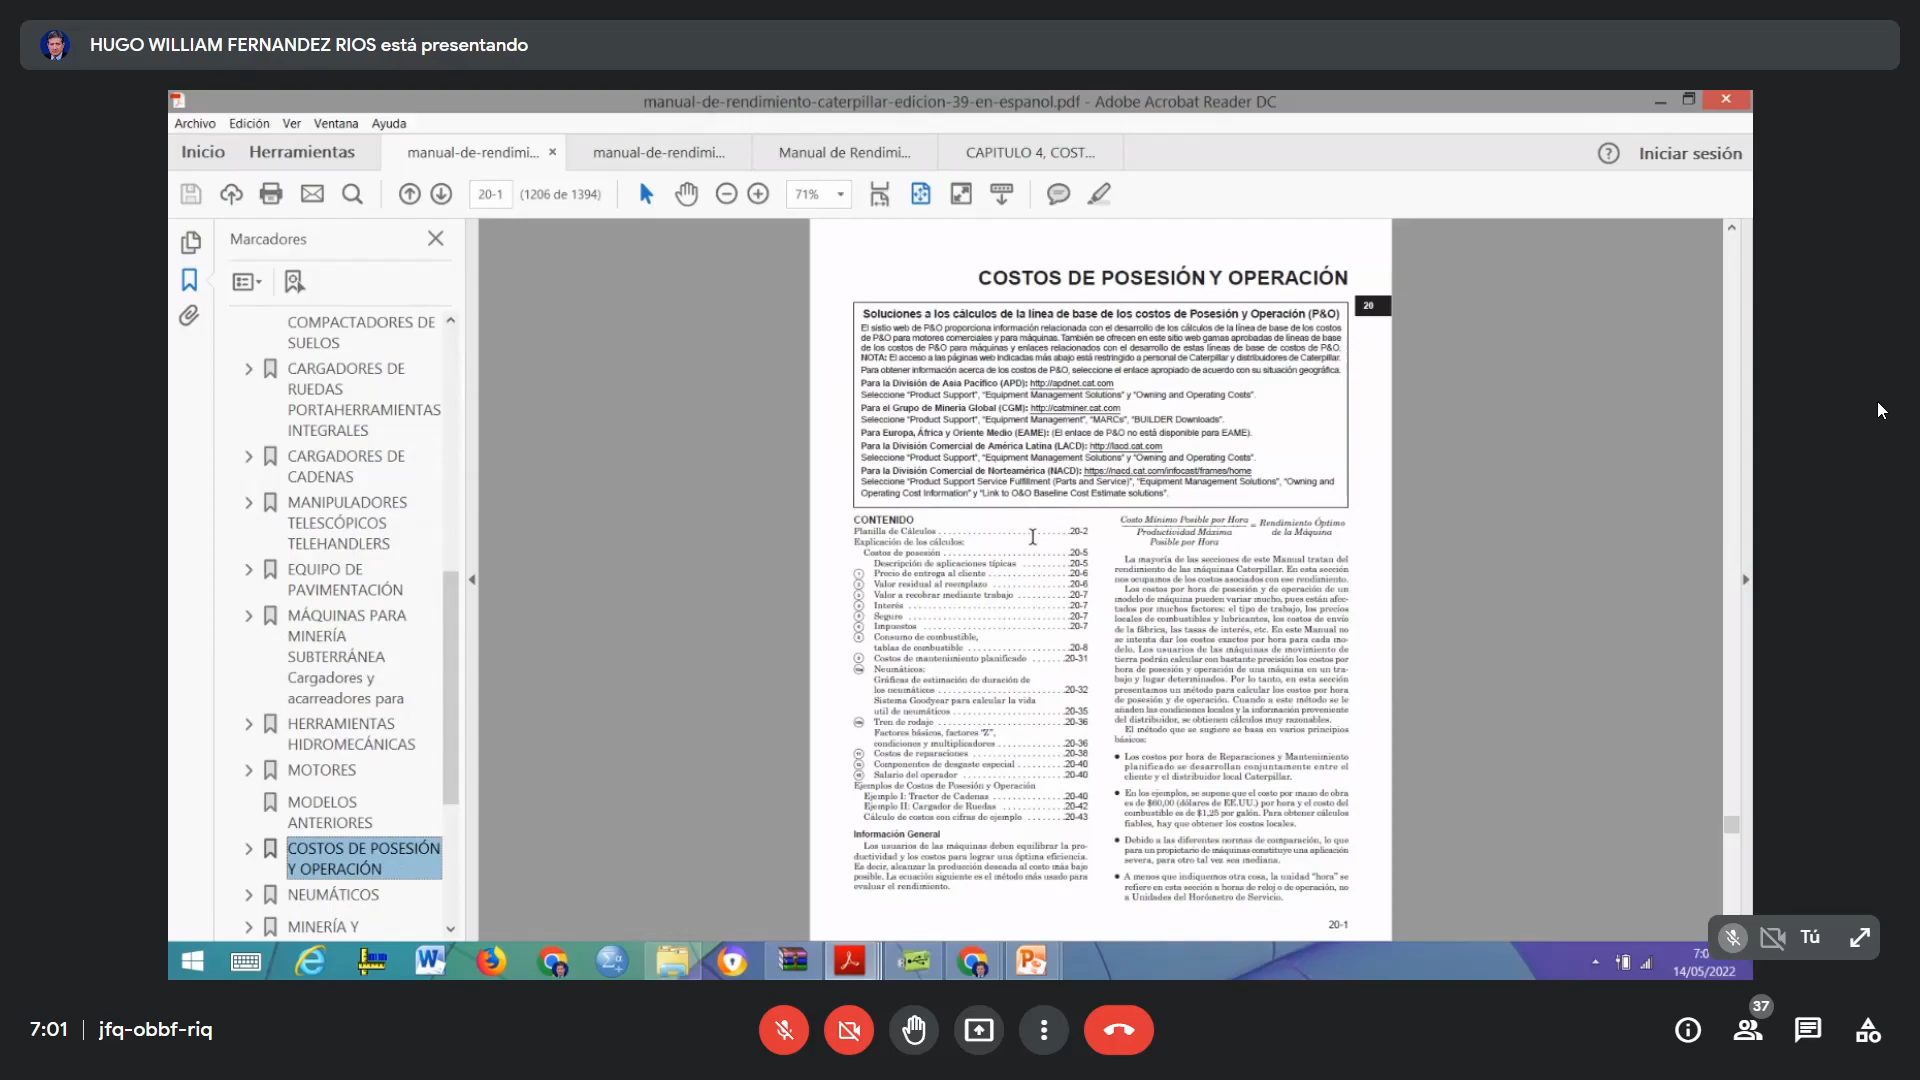 HUGO WILLIAM FERNANDEZ RIOS está presentando
manual-de-rendimiento-caterpillar-edicion-39-en-espanol.pdf - Adobe Acrobat Reader DC
Archivo Edición Ver Ventana Ayuda
Inicio Herramientas manual-de-rendimi... × manual-de-rendimi... Manual de Rendimi... CAPITULO 4, COST... Iniciar sesión
20-1 (1206 de 1394) 71%
Marcadores
COMPACTADORES DE
SUELOS
CARGADORES DE
RUEDAS
PORTAHERRAMIENTAS
INTEGRALES
CARGADORES DE
CADENAS
MANIPULADORES
TELESCÓPICOS
TELEHANDLERS
EQUIPO DE
PAVIMENTACIÓN
MÁQUINAS PARA
MINERÍA
SUBTERRÁNEA
Cargadores y
acarreadores para
HERRAMIENTAS
HIDROMECÁNICAS
MOTORES
MODELOS
ANTERIORES
COSTOS DE POSESIÓN
Y OPERACIÓN
NEUMÁTICOS
MINERÍA Y
COSTOS DE POSESIÓN Y OPERACIÓN
20
Soluciones a los cálculos de la línea de base de los costos de Posesión y Operación (P&O)
El sistio web de P&O proporciona información relacionada con el desarrollo de los cálculos de la línea de base de los costos
de P&O para motores comerciales y para máquinas. También se ofrecen en este sitio web gamas aprobadas de líneas de base
de los costos de P&O para máquinas y enlaces relacionados con el desarrollo de estas líneas de base de costos de P&O.
NOTA: El acceso a las páginas web indicadas más abajo está restringido a personal de Caterpillar y distribuidores de Caterpillar.
Para obtener información acerca de los costos de P&O, seleccione el enlace apropiado de acuerdo con su situación geográfica.
Para la División de Asia Pacífico (APD): http://apdnet.cat.com
Seleccione "Product Support", "Equipment Management Solutions" y "Owning and Operating Costs".
Para el Grupo de Minería Global (CGM): http://catminer.cat.com
Seleccione "Product Support", "Equipment Management", "MARCs", "BUILDER Downloads".
Para Europa, África y Oriente Medio (EAME): (El enlace de P&O no está disponible para EAME).
Para la División Comercial de América Latina (LACD): http://lacd.cat.com
Seleccione "Product Support", "Equipment Management Solutions" y "Owning and Operating Costs".
Para la División Comercial de Norteamérica (NACD): https://nacd.cat.com/infocast/frames/home
Seleccione "Product Support Service Fulfillment (Parts and Service)", "Equipment Management Solutions", "Owning and
Operating Cost Information" y "Link to O&O Baseline Cost Estimate solutions".
CONTENIDO
Planilla de Cálculos 20-2
Explicación de los cálculos:
Costos de posesión 20-5
Descripción de aplicaciones típicas 20-5
Precio de entrega al cliente 20-6
Valor residual al reemplazo 20-6
Valor a recobrar mediante trabajo 20-7
Interés 20-7
Seguro 20-7
Impuestos 20-7
Consumo de combustible,
tablas de combustible 20-8
Costos de mantenimiento planificado 20-31
Neumáticos:
Gráficas de estimación de duración de
los neumáticos 20-32
Sistema Goodyear para calcular la vida
util de neumáticos 20-35
Tren de rodaje 20-36
Factores básicos, factores "Z",
condiciones y multiplicadores 20-36
Costos de reparaciones 20-38
Componentes de desgaste especial 20-40
Salario del operador 20-40
Ejemplos de Costos de Posesión y Operación
Ejemplo I: Tractor de Cadenas 20-40
Ejemplo II: Cargador de Ruedas 20-42
Cálculo de costos con cifras de ejemplo 20-43
Información General
Los usuarios de las máquinas deben equilibrar la pro-
ductividad y los costos para lograr una óptima eficiencia.
Es decir, alcanzar la producción deseada al costo más bajo
posible. La ecuación siguiente es el método más usado para
evaluar el rendimiento.
Costo Mínimo Posible por Hora = Rendimiento Óptimo
Productividad Máxima de la Máquina
Posible por Hora
La mayoría de las secciones de este Manual tratan del
rendimiento de las máquinas Caterpillar. En esta sección
nos ocupamos de los costos asociados con ese rendimiento.
Los costos por hora de posesión y de operación de un
modelo de máquina pueden variar mucho, pues están afec-
tados por muchos factores: el tipo de trabajo, los precios
locales de combustibles y lubricantes, los costos de envío
de la fábrica, las tasas de interés, etc. En este Manual no
se intenta dar los costos exactos por hora para cada mo-
delo. Los usuarios de las máquinas de movimiento de
tierra podrán calcular con bastante precisión los costos por
hora de posesión y operación de una máquina en un tra-
bajo y lugar determinados. Por lo tanto, en esta sección
presentamos un método para calcular los costos por hora
de posesión y de operación. Cuando a este método se le
añaden las condiciones locales y la información proveniente
del distribuidor, se obtienen cálculos muy razonables.
El método que se sugiere se basa en varios principios
básicos:
• Los costos por hora de Reparaciones y Mantenimiento
planificado se desarrollan conjuntamente entre el
cliente y el distribuidor local Caterpillar.
• En los ejemplos, se supone que el costo por mano de obra
es de $60,00 (dólares de EE.UU.) por hora y el costo del
combustible es de $1,25 por galón. Para obtener cálculos
fiables, hay que obtener los costos locales.
• Debido a las diferentes normas de comparación, lo que
para un propietario de máquinas constituye una aplicación
severa, para otro tal vez sea mediana.
• A menos que indiquemos otra cosa, la unidad "hora" se
refiere en esta sección a horas de reloj o de operación, no
a Unidades del Horómetro de Servicio.
20-1
Tú
7:0
14/05/2022
7:01 | jfq-obbf-riq
37